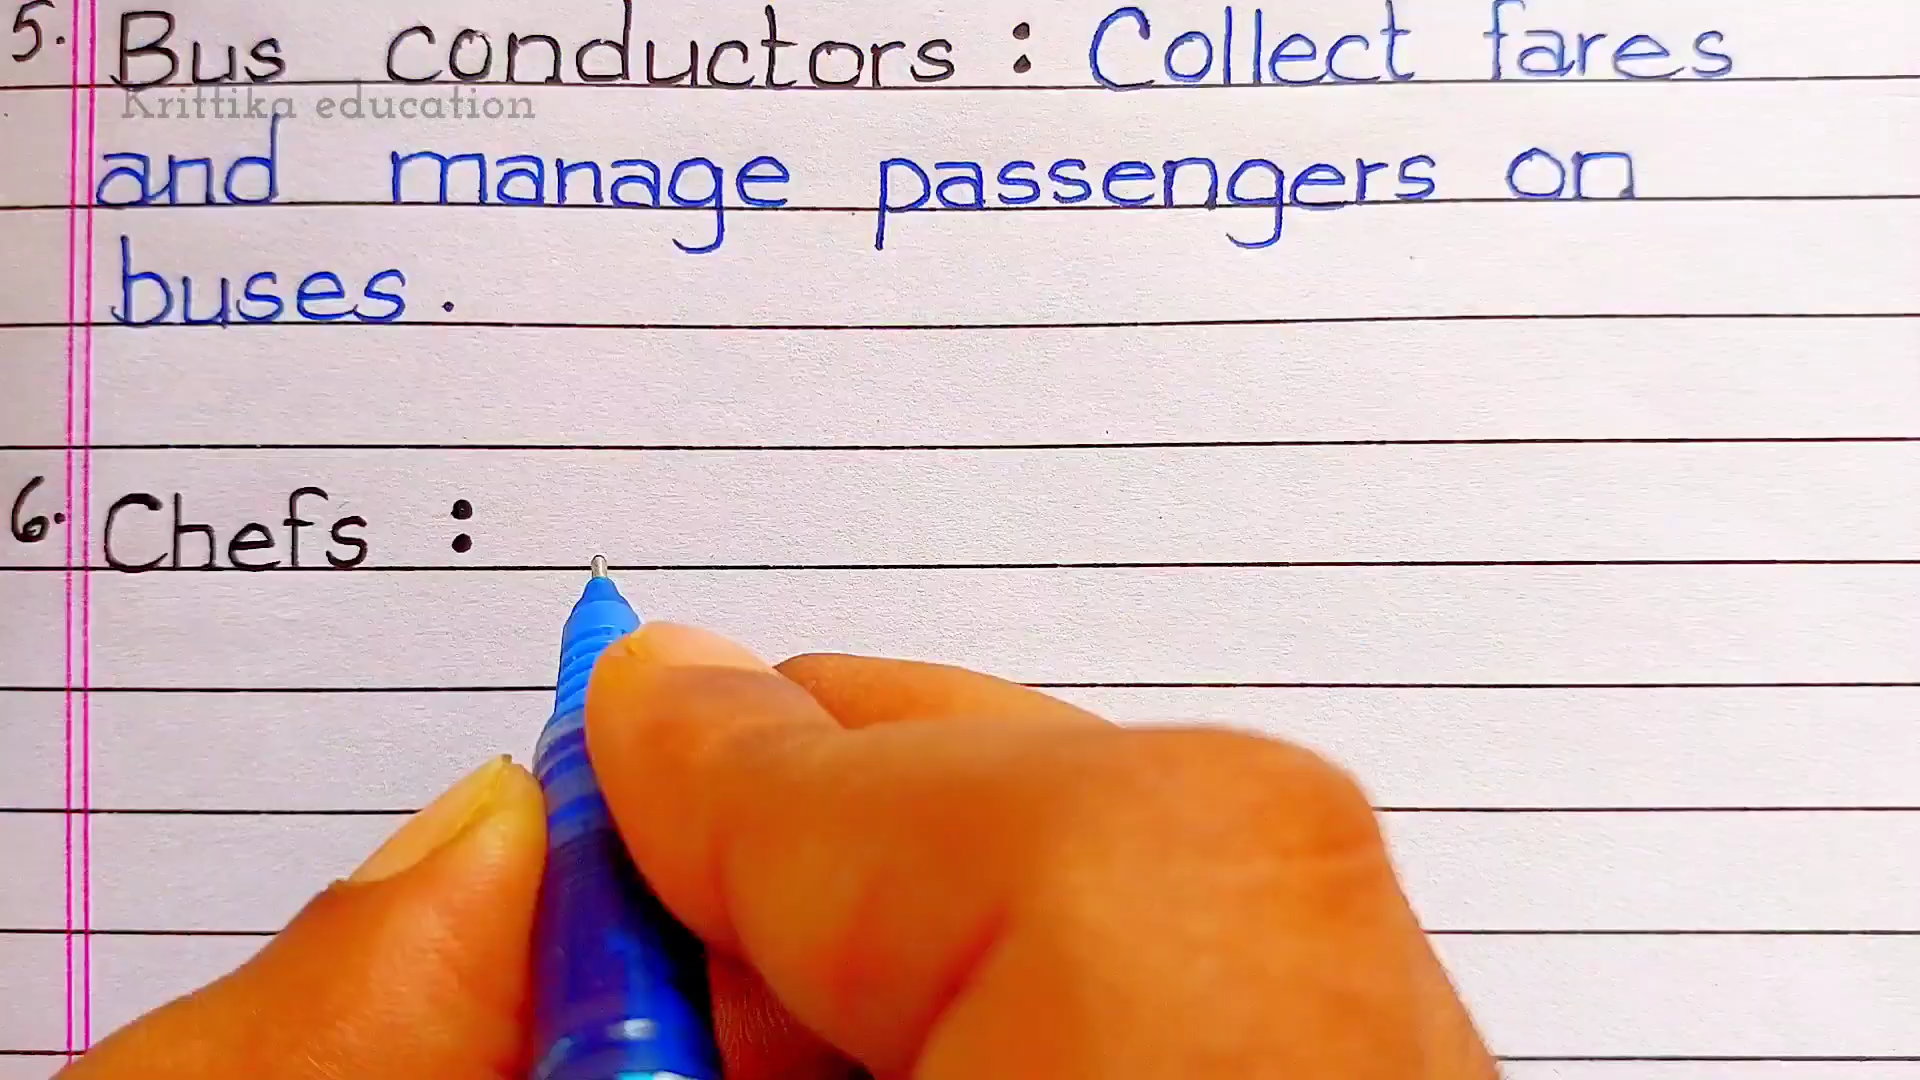 5. Bus conductors : Collect fares
Krittika education
and manage passengers on
buses.
6. Chefs :